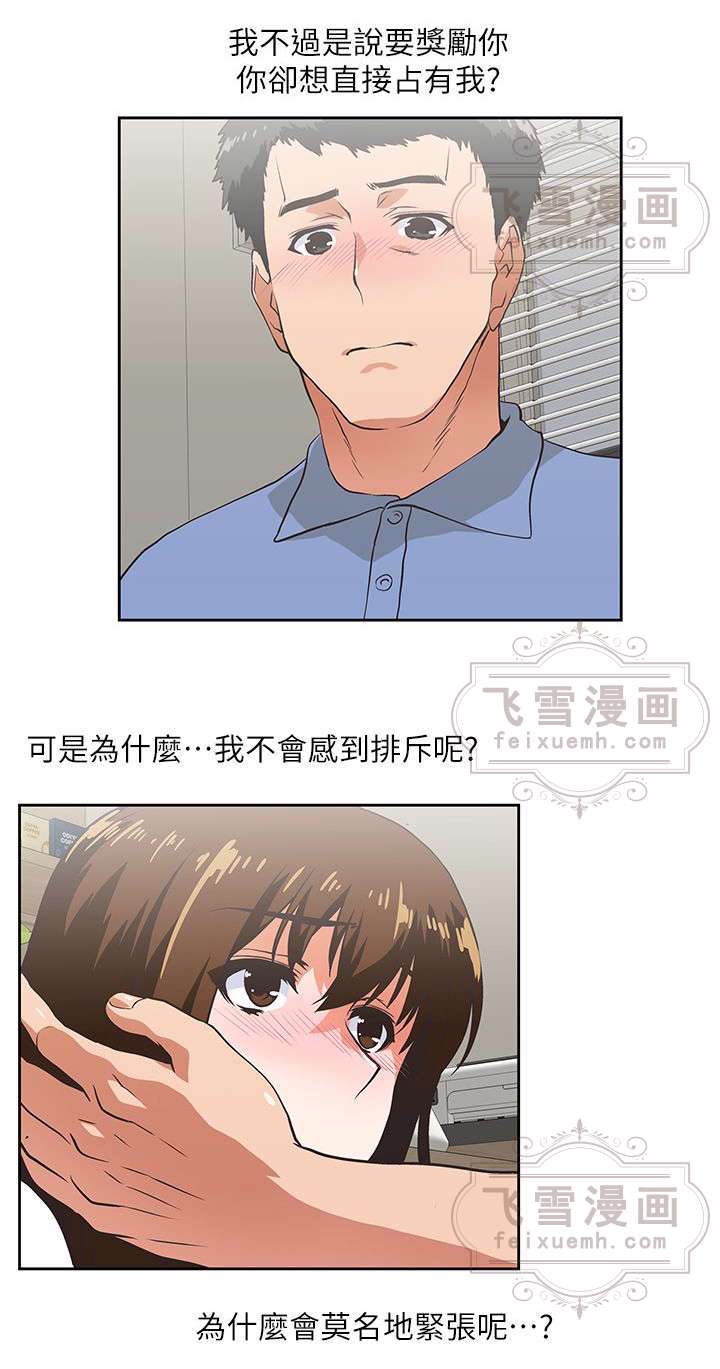 我不過是說要獎勵你
你卻想直接占有我?
飞雪漫画
feixuemh.com
飞雪漫画
feixuemh.com
可是為什麼⋯我不會感到排斥呢?
飞雪漫画
feixuemh.com
為什麼會莫名地緊張呢⋯?